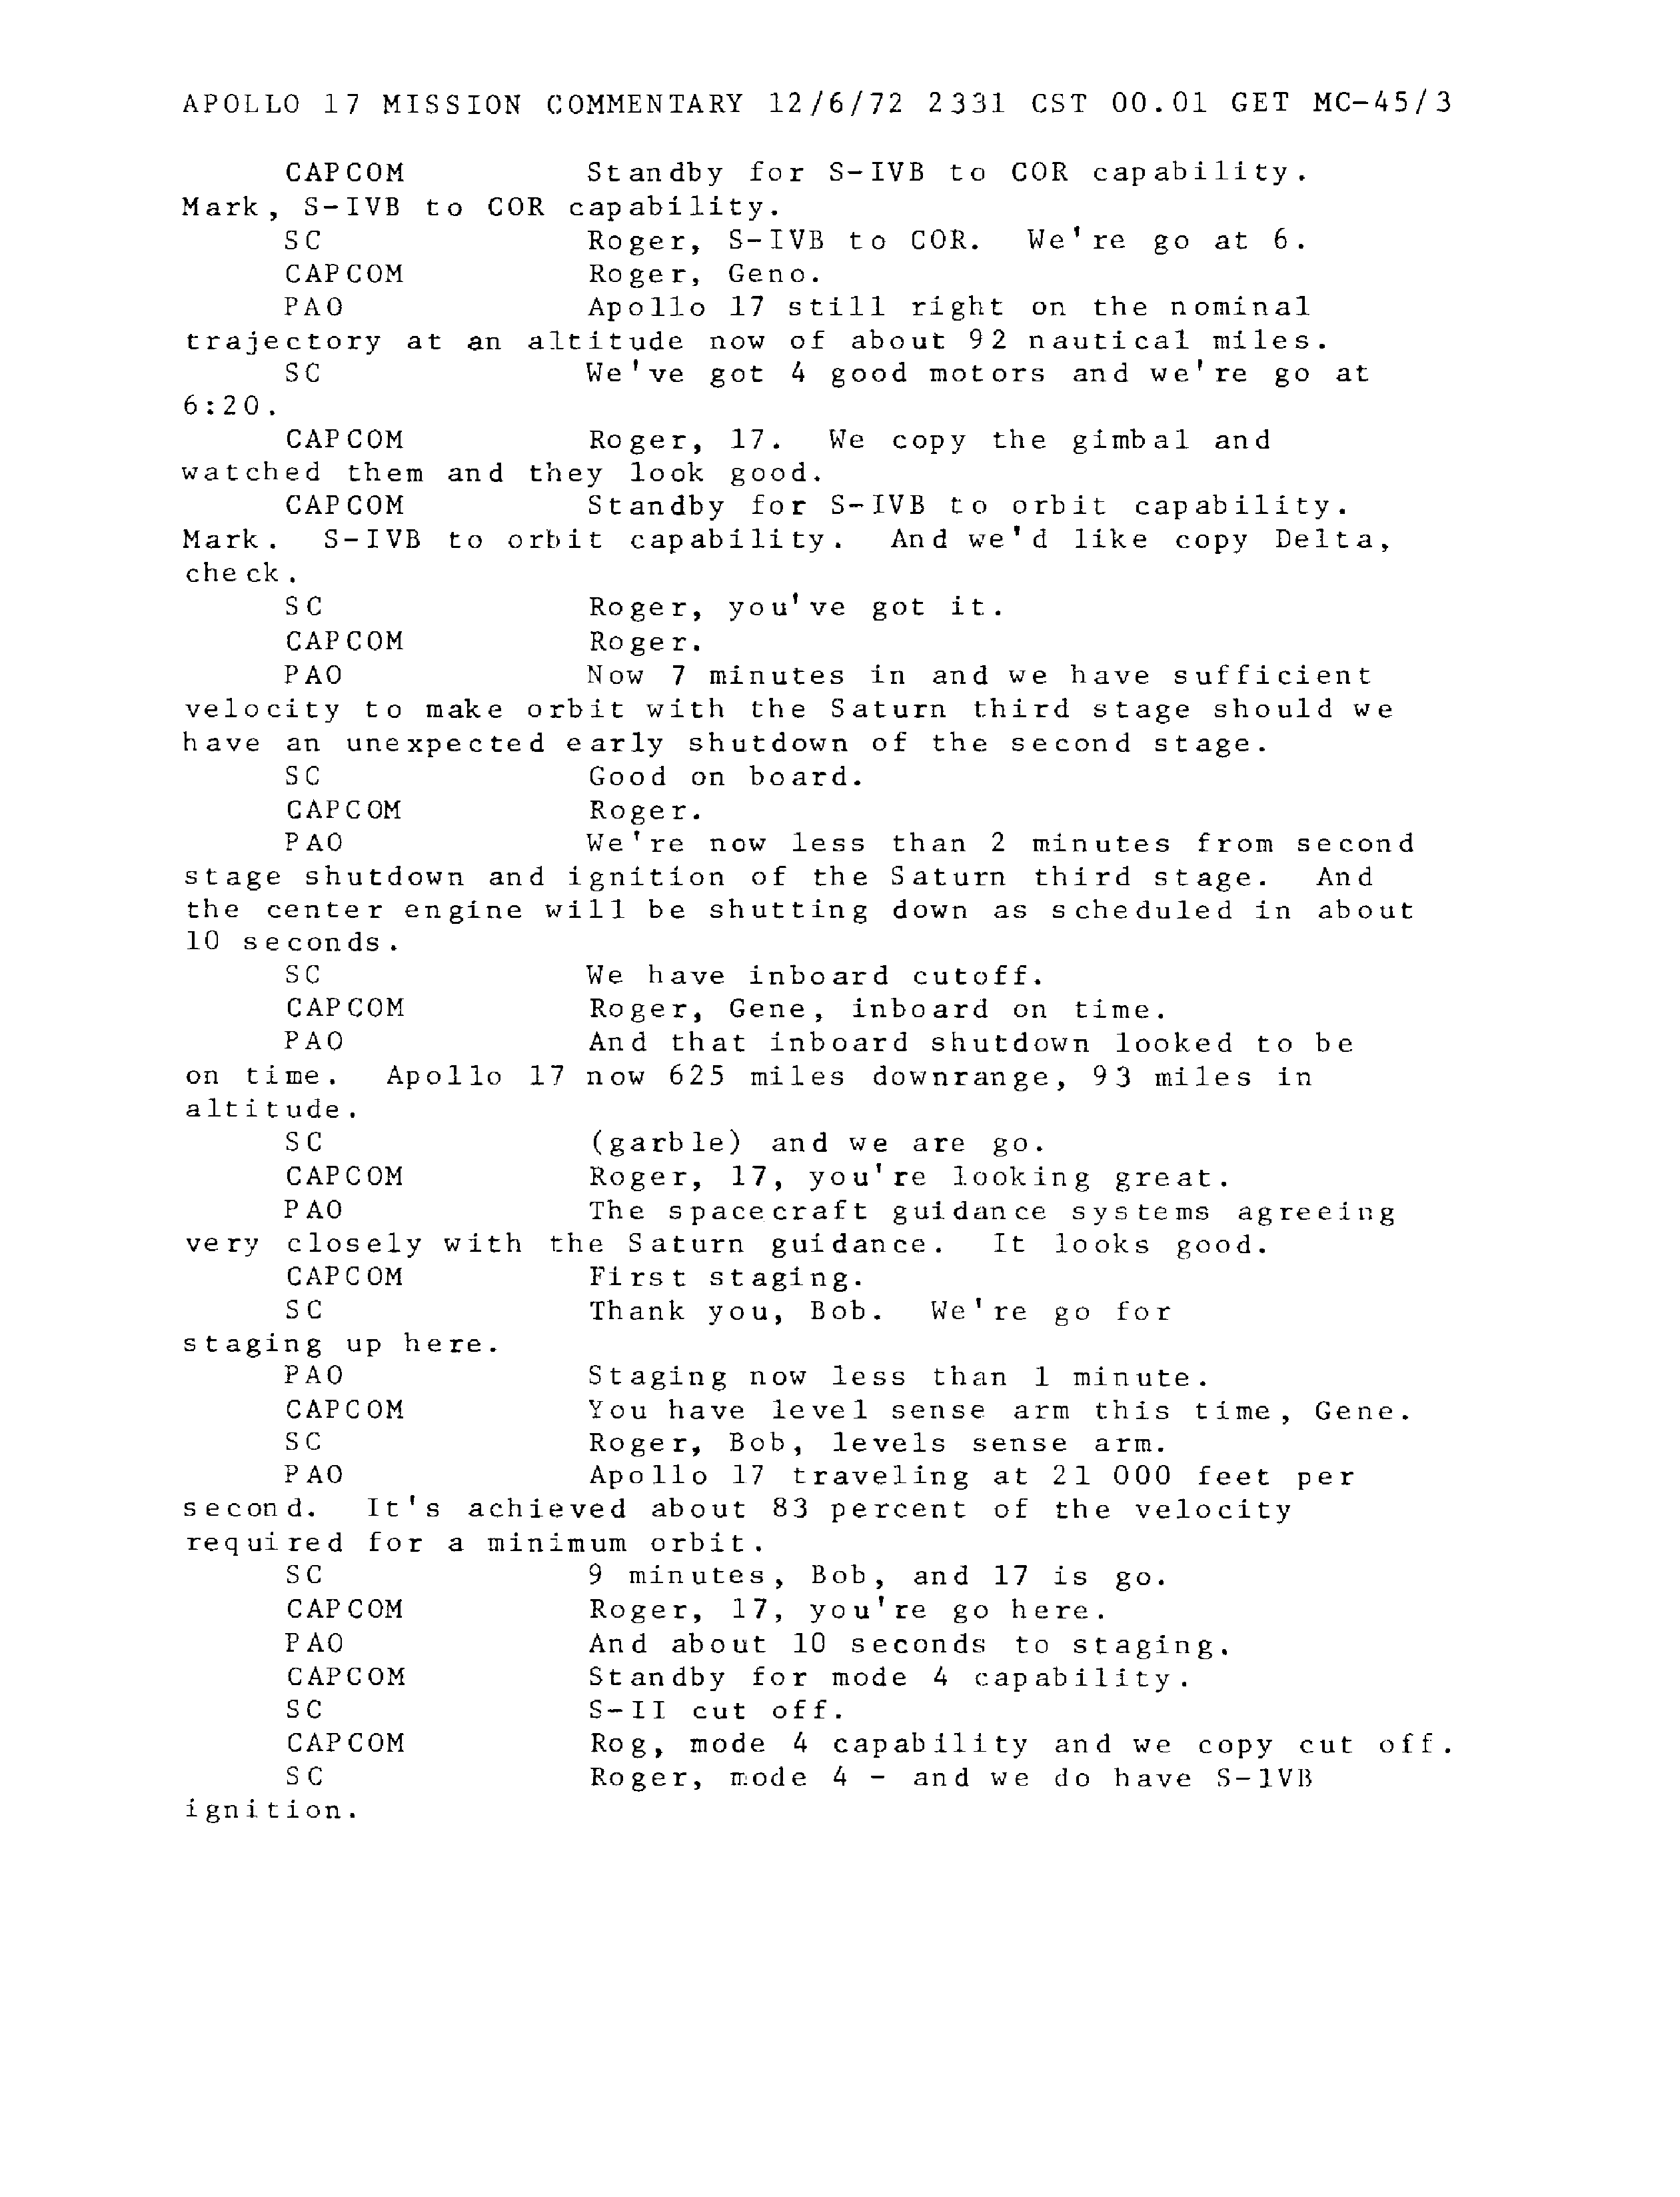 APOLLO 17 MISSION COMMENTARY 12/6/72 2331 CST 00.01 GET MC-45/3
CAPCOM Standby for S-IVB to COR capability.
Mark, S-IVB to COR capability.
SC Roger, S-IVB to COR. We're go at 6.
CAPCOM Roger, Geno.
PAO Apollo 17 still right on the nominal
trajectory at an altitude now of about 92 nautical miles.
SC We've got 4 good motors and we're go at
6:20.
CAPCOM Roger, 17. We copy the gimbal and
watched them and they look good.
CAPCOM Standby for S-IVB to orbit capability.
Mark. S-IVB to orbit capability. And we'd like copy Delta,
check.
SC Roger, you've got it.
CAPCOM Roger.
PAO Now 7 minutes in and we have sufficient
velocity to make orbit with the Saturn third stage should we
have an unexpected early shutdown of the second stage.
SC Good on board.
CAPCOM Roger.
PAO We're now less than 2 minutes from second
stage shutdown and ignition of the Saturn third stage. And
the center engine will be shutting down as scheduled in about
10 seconds.
SC We have inboard cutoff.
CAPCOM Roger, Gene, inboard on time.
PAO And that inboard shutdown looked to be
on time. Apollo 17 now 625 miles downrange, 93 miles in
altitude.
SC (garble) and we are go.
CAPCOM Roger, 17, you're looking great.
PAO The spacecraft guidance systems agreeing
very closely with the Saturn guidance. It looks good.
CAPCOM First staging.
SC Thank you, Bob. We're go for
staging up here.
PAO Staging now less than 1 minute.
CAPCOM You have level sense arm this time, Gene.
SC Roger, Bob, levels sense arm.
PAO Apollo 17 traveling at 21 000 feet per
second. It's achieved about 83 percent of the velocity
required for a minimum orbit.
SC 9 minutes, Bob, and 17 is go.
CAPCOM Roger, 17, you're go here.
PAO And about 10 seconds to staging.
CAPCOM Standby for mode 4 capability.
SC S-II cut off.
CAPCOM Rog, mode 4 capability and we copy cut off.
SC Roger, mode 4 - and we do have S-IVB
ignition.